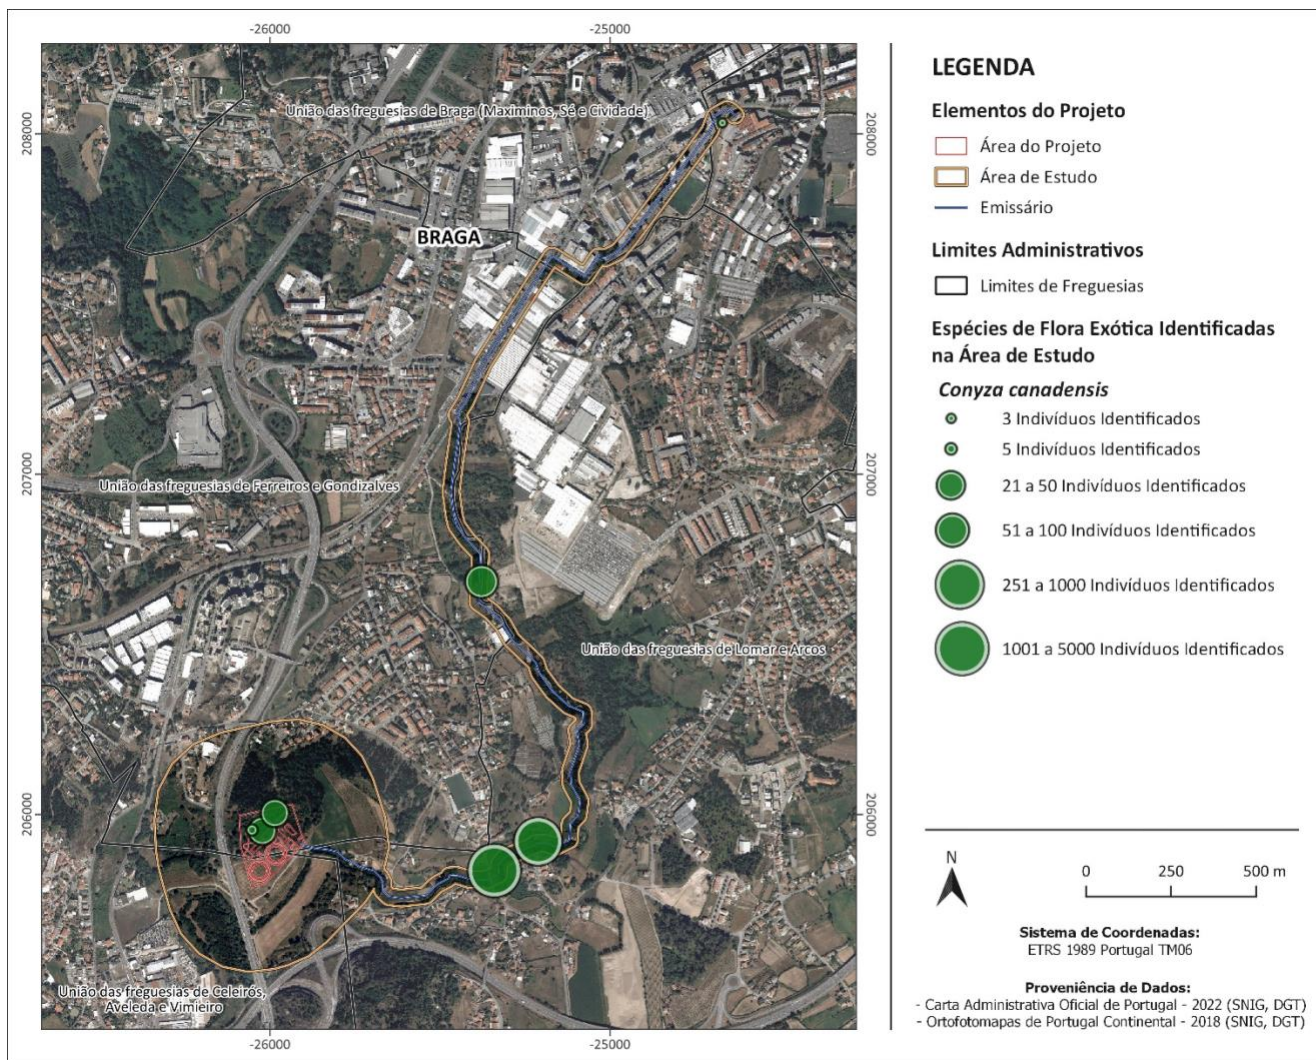 -26000
-25000
União das freguesias de Braga (Maximinos, Sé e Cividade)
208000
208000
BRAGA
207000
207000
União das freguesias de Ferreiros e Gondizalves
União das freguesias de Lomar e Arcos
206000
206000
União das freguesias de Celeirós,
Aveleda e Vimieiro
-26000
-25000
LEGENDA
Elementos do Projeto
Área do Projeto
Área de Estudo
Emissário
Limites Administrativos
Limites de Freguesias
Espécies de Flora Exótica Identificadas
na Área de Estudo
Conyza canadensis
3 Indivíduos Identificados
5 Indivíduos Identificados
21 a 50 Indivíduos Identificados
51 a 100 Indivíduos Identificados
251 a 1000 Indivíduos Identificados
1001 a 5000 Indivíduos Identificados
N
0 250 500 m
Sistema de Coordenadas:
ETRS 1989 Portugal TM06
Proveniência de Dados:
- Carta Administrativa Oficial de Portugal - 2022 (SNIG, DGT)
- Ortofotomapas de Portugal Continental - 2018 (SNIG, DGT)